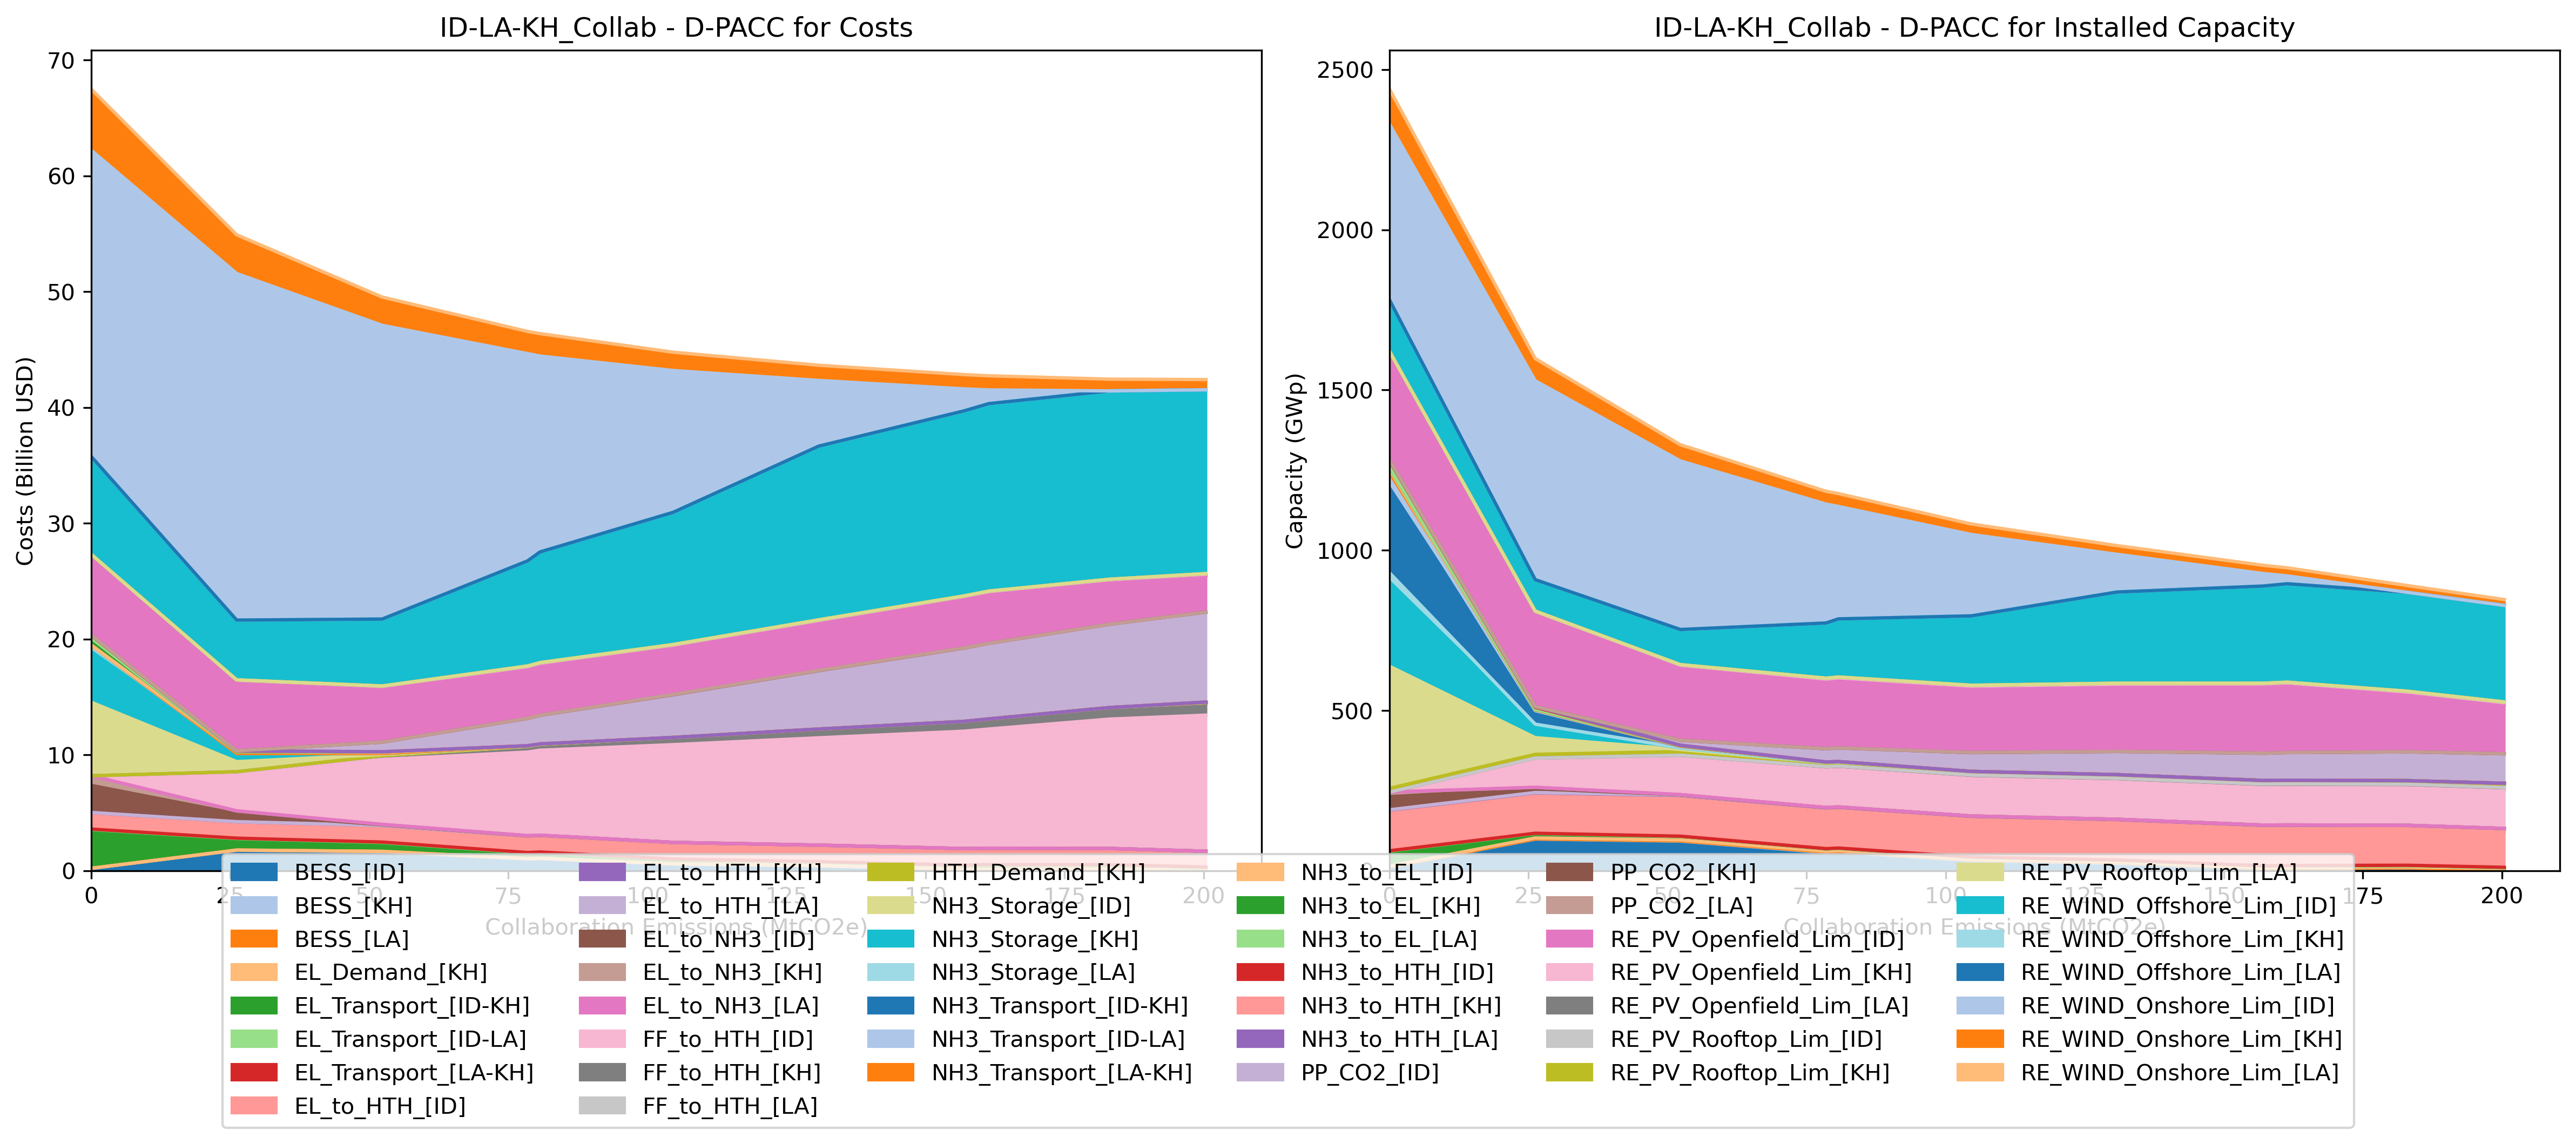 ID-LA-KH_Collab - D-PACC for Costs
70
60
50
40
30
20
10
0
Costs (Billion USD)
0 25 50 75 100 125 150 175 200
Collaboration Emissions (MtCO2e)
ID-LA-KH_Collab - D-PACC for Installed Capacity
2500
2000
1500
1000
500
0
Capacity (GWp)
0 25 50 75 100 125 150 175 200
Collaboration Emissions (MtCO2e)
BESS_[ID]
BESS_[KH]
BESS_[LA]
EL_Demand_[KH]
EL_Transport_[ID-KH]
EL_Transport_[ID-LA]
EL_Transport_[LA-KH]
EL_to_HTH_[ID]
EL_to_HTH_[KH]
EL_to_HTH_[LA]
EL_to_NH3_[ID]
EL_to_NH3_[KH]
EL_to_NH3_[LA]
FF_to_HTH_[ID]
FF_to_HTH_[KH]
FF_to_HTH_[LA]
HTH_Demand_[KH]
NH3_Storage_[ID]
NH3_Storage_[KH]
NH3_Storage_[LA]
NH3_Transport_[ID-KH]
NH3_Transport_[ID-LA]
NH3_Transport_[LA-KH]
NH3_to_EL_[ID]
NH3_to_EL_[KH]
NH3_to_EL_[LA]
NH3_to_HTH_[ID]
NH3_to_HTH_[KH]
NH3_to_HTH_[LA]
PP_CO2_[ID]
PP_CO2_[KH]
PP_CO2_[LA]
RE_PV_Openfield_Lim_[ID]
RE_PV_Openfield_Lim_[KH]
RE_PV_Openfield_Lim_[LA]
RE_PV_Rooftop_Lim_[ID]
RE_PV_Rooftop_Lim_[KH]
RE_PV_Rooftop_Lim_[LA]
RE_WIND_Offshore_Lim_[ID]
RE_WIND_Offshore_Lim_[KH]
RE_WIND_Offshore_Lim_[LA]
RE_WIND_Onshore_Lim_[ID]
RE_WIND_Onshore_Lim_[KH]
RE_WIND_Onshore_Lim_[LA]